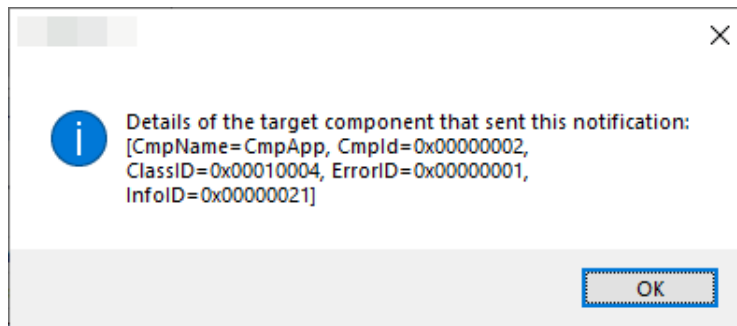 Details of the target component that sent this notification:
[CmpName=CmpApp, CmpId=0x00000002,
ClassID=0x00010004, ErrorID=0x00000001,
InfoID=0x00000021]
OK